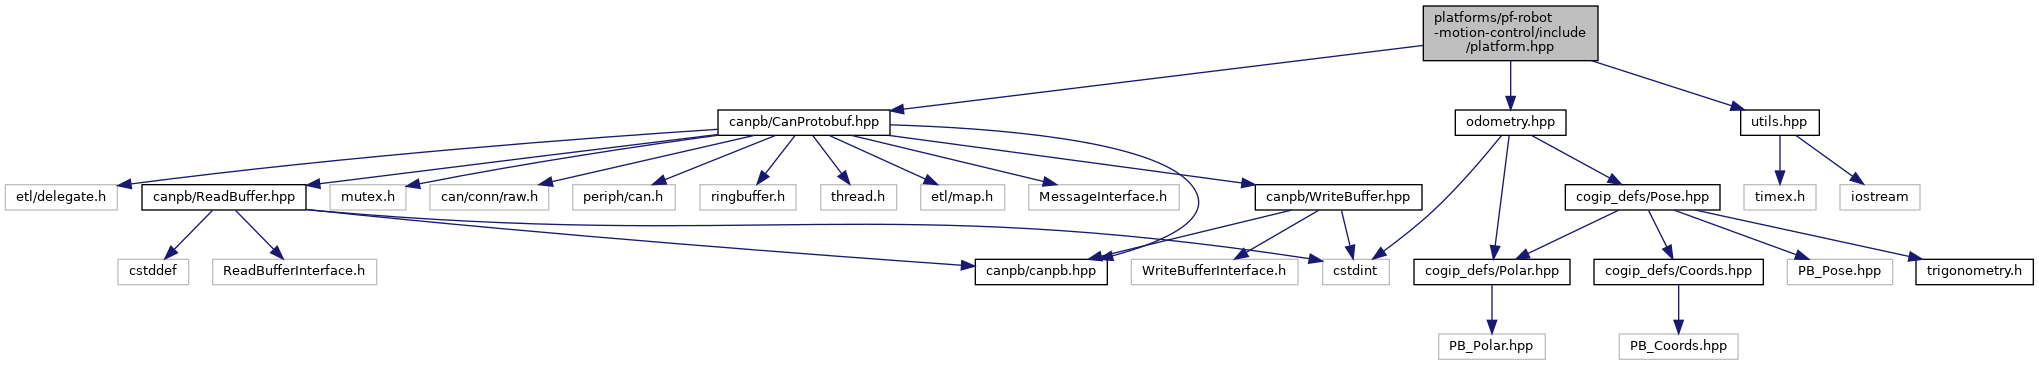 platforms/pf-robot
-motion-control/include
/platform.hpp
canpb/CanProtobuf.hpp
odometry.hpp
utils.hpp
etl/delegate.h
canpb/ReadBuffer.hpp
mutex.h
can/conn/raw.h
periph/can.h
ringbuffer.h
thread.h
etl/map.h
MessageInterface.h
canpb/WriteBuffer.hpp
cogip_defs/Pose.hpp
timex.h
iostream
cstddef
ReadBufferInterface.h
canpb/canpb.hpp
WriteBufferInterface.h
cstdint
cogip_defs/Polar.hpp
cogip_defs/Coords.hpp
PB_Pose.hpp
trigonometry.h
PB_Polar.hpp
PB_Coords.hpp